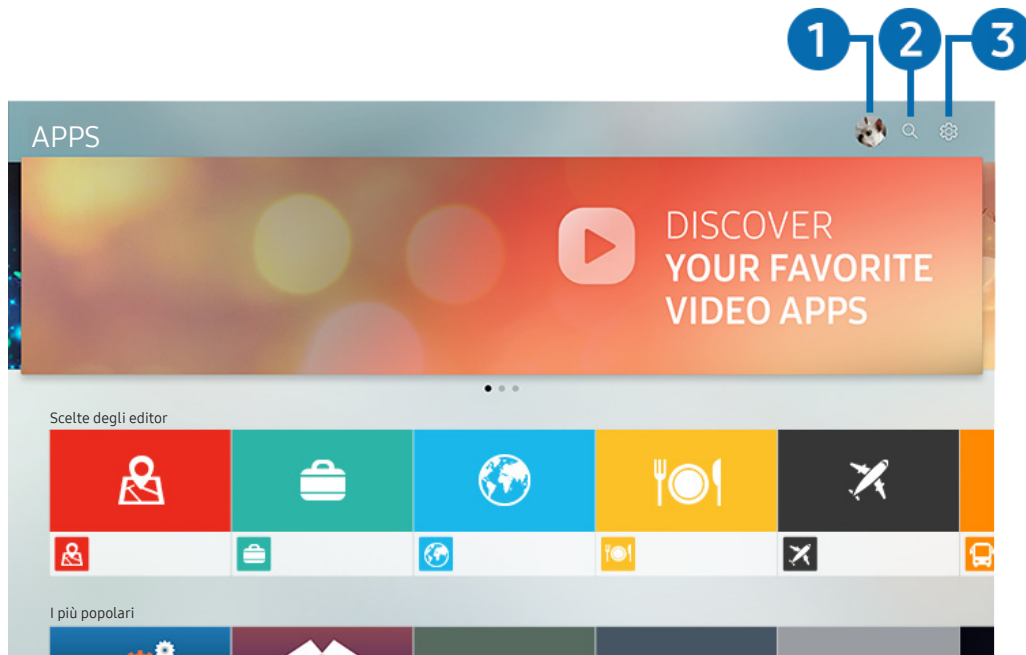 1 2 3
APPS
DISCOVER
YOUR FAVORITE
VIDEO APPS
Scelte degli editor
I più popolari